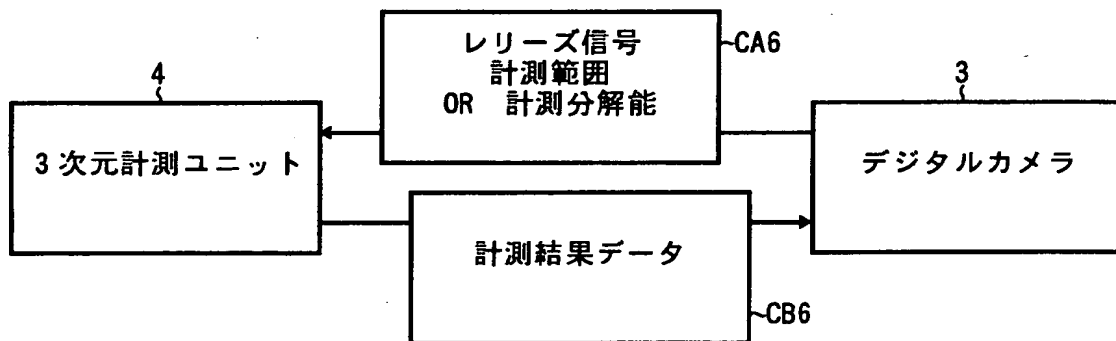 レリーズ信号
計測範囲
OR 計測分解能
CA6
4
3次元計測ユニット
3
デジタルカメラ
計測結果データ
CB6